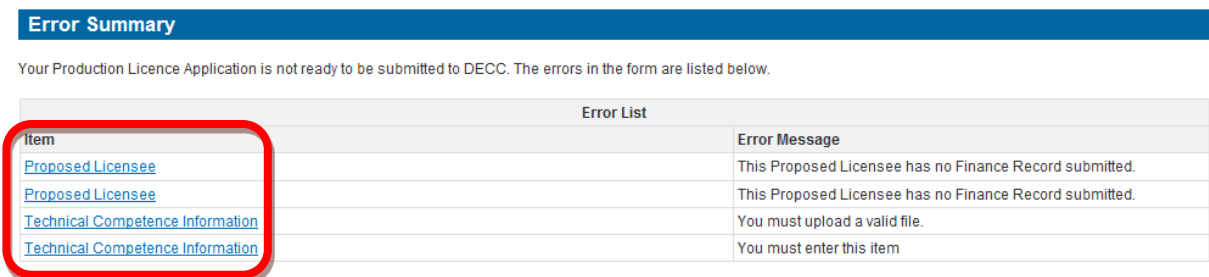 Error Summary
Your Production Licence Application is not ready to be submitted to DECC. The errors in the form are listed below.
Error List
Item Error Message
Proposed Licensee This Proposed Licensee has no Finance Record submitted.
Proposed Licensee This Proposed Licensee has no Finance Record submitted.
Technical Competence Information You must upload a valid file.
Technical Competence Information You must enter this item